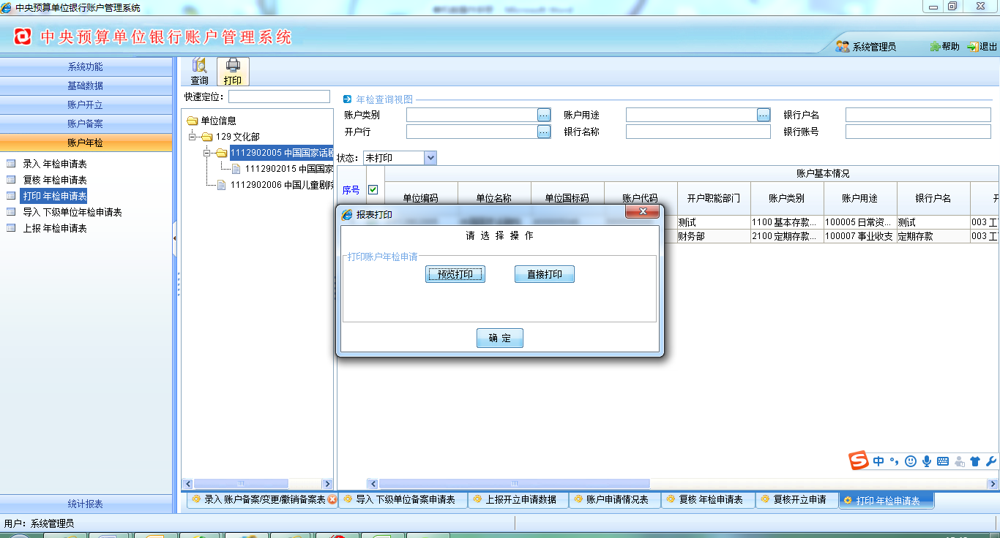 中央预算单位银行账户管理系统
中央预算单位银行账户管理系统
系统管理员 帮助 退出
系统功能
基础数据
账户开立
账户备案
账户年检
录入 年检申请表
复核 年检申请表
打印 年检申请表
导入 下级单位年检申请表
上报 年检申请表
统计报表
查询 打印
快速定位:
单位信息
129 文化部
1112902005 中国国家话剧
1112902015 中国国家
1112902006 中国儿童剧院
年检查询视图
账户类别 账户用途 银行户名
开户行 银行名称 银行账号
状态: 未打印
账户基本情况
序号 单位编码 单位名称 单位国标码 账户代码 开户职能部门 账户类别 账户用途 银行户名
测试 1100 基本存款... 100005 日常资... 测试 003 工
财务部 2100 定期存款... 100007 事业收支 定期存款 003 工
报表打印
请 选 择 操 作
打印账户年检申请
预览打印 直接打印
确 定
中
录入 账户备案/变更/撤销备案表 导入 下级单位备案申请表 上报开立申请数据 账户申请情况表 复核 年检申请表 复核开立申请 打印 年检申请表
用户: 系统管理员